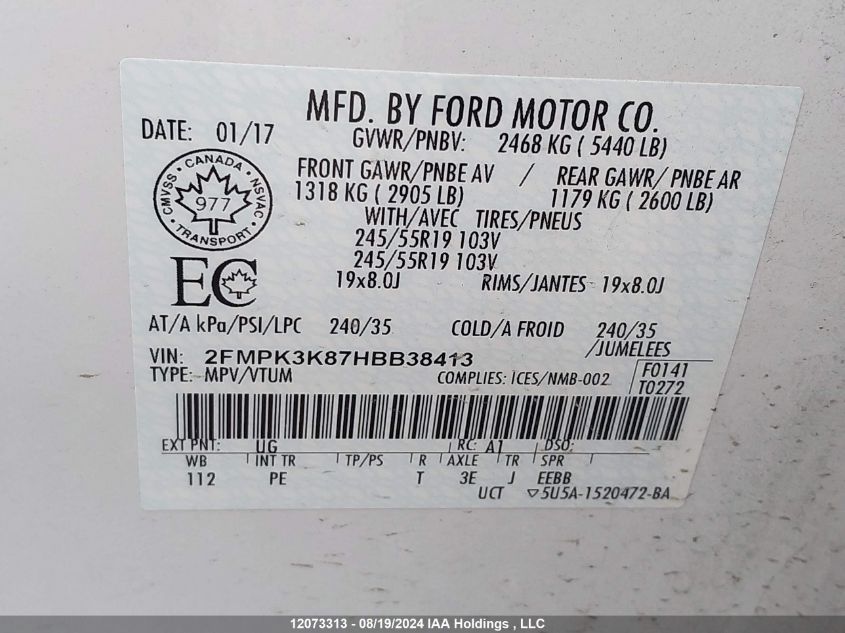 MFD. BY FORD MOTOR CO.
DATE: 01/17
GVWR/PNBV: 2468 KG ( 5440 LB)
FRONT GAWR/PNBE AV / REAR GAWR/ PNBE AR
1318 KG ( 2905 LB) 1179 KG ( 2600 LB)
WITH/AVEC TIRES/PNEUS
245/55R19 103V
245/55R19 103V
19x8.0J RIMS/JANTES 19x8.0J
CANADA
CMVSS NSVAC
977
TRANSPORT
EC
AT/A kPa/PSI/LPC 240/35 COLD/A FROID 240/35
/JUMELEES
VIN: 2FMPK3K87HBB38413
TYPE: MPV/VTUM COMPLIES: ICES/NMB-002
F0141
T0272
EXT PNT: UG RC: A1 DSO:
WB INT TR TP/PS R AXLE TR SPR
112 PE T 3E J EEBB
UCT ▽5U5A-1520472-BA
12073313 - 08/19/2024 IAA Holdings , LLC